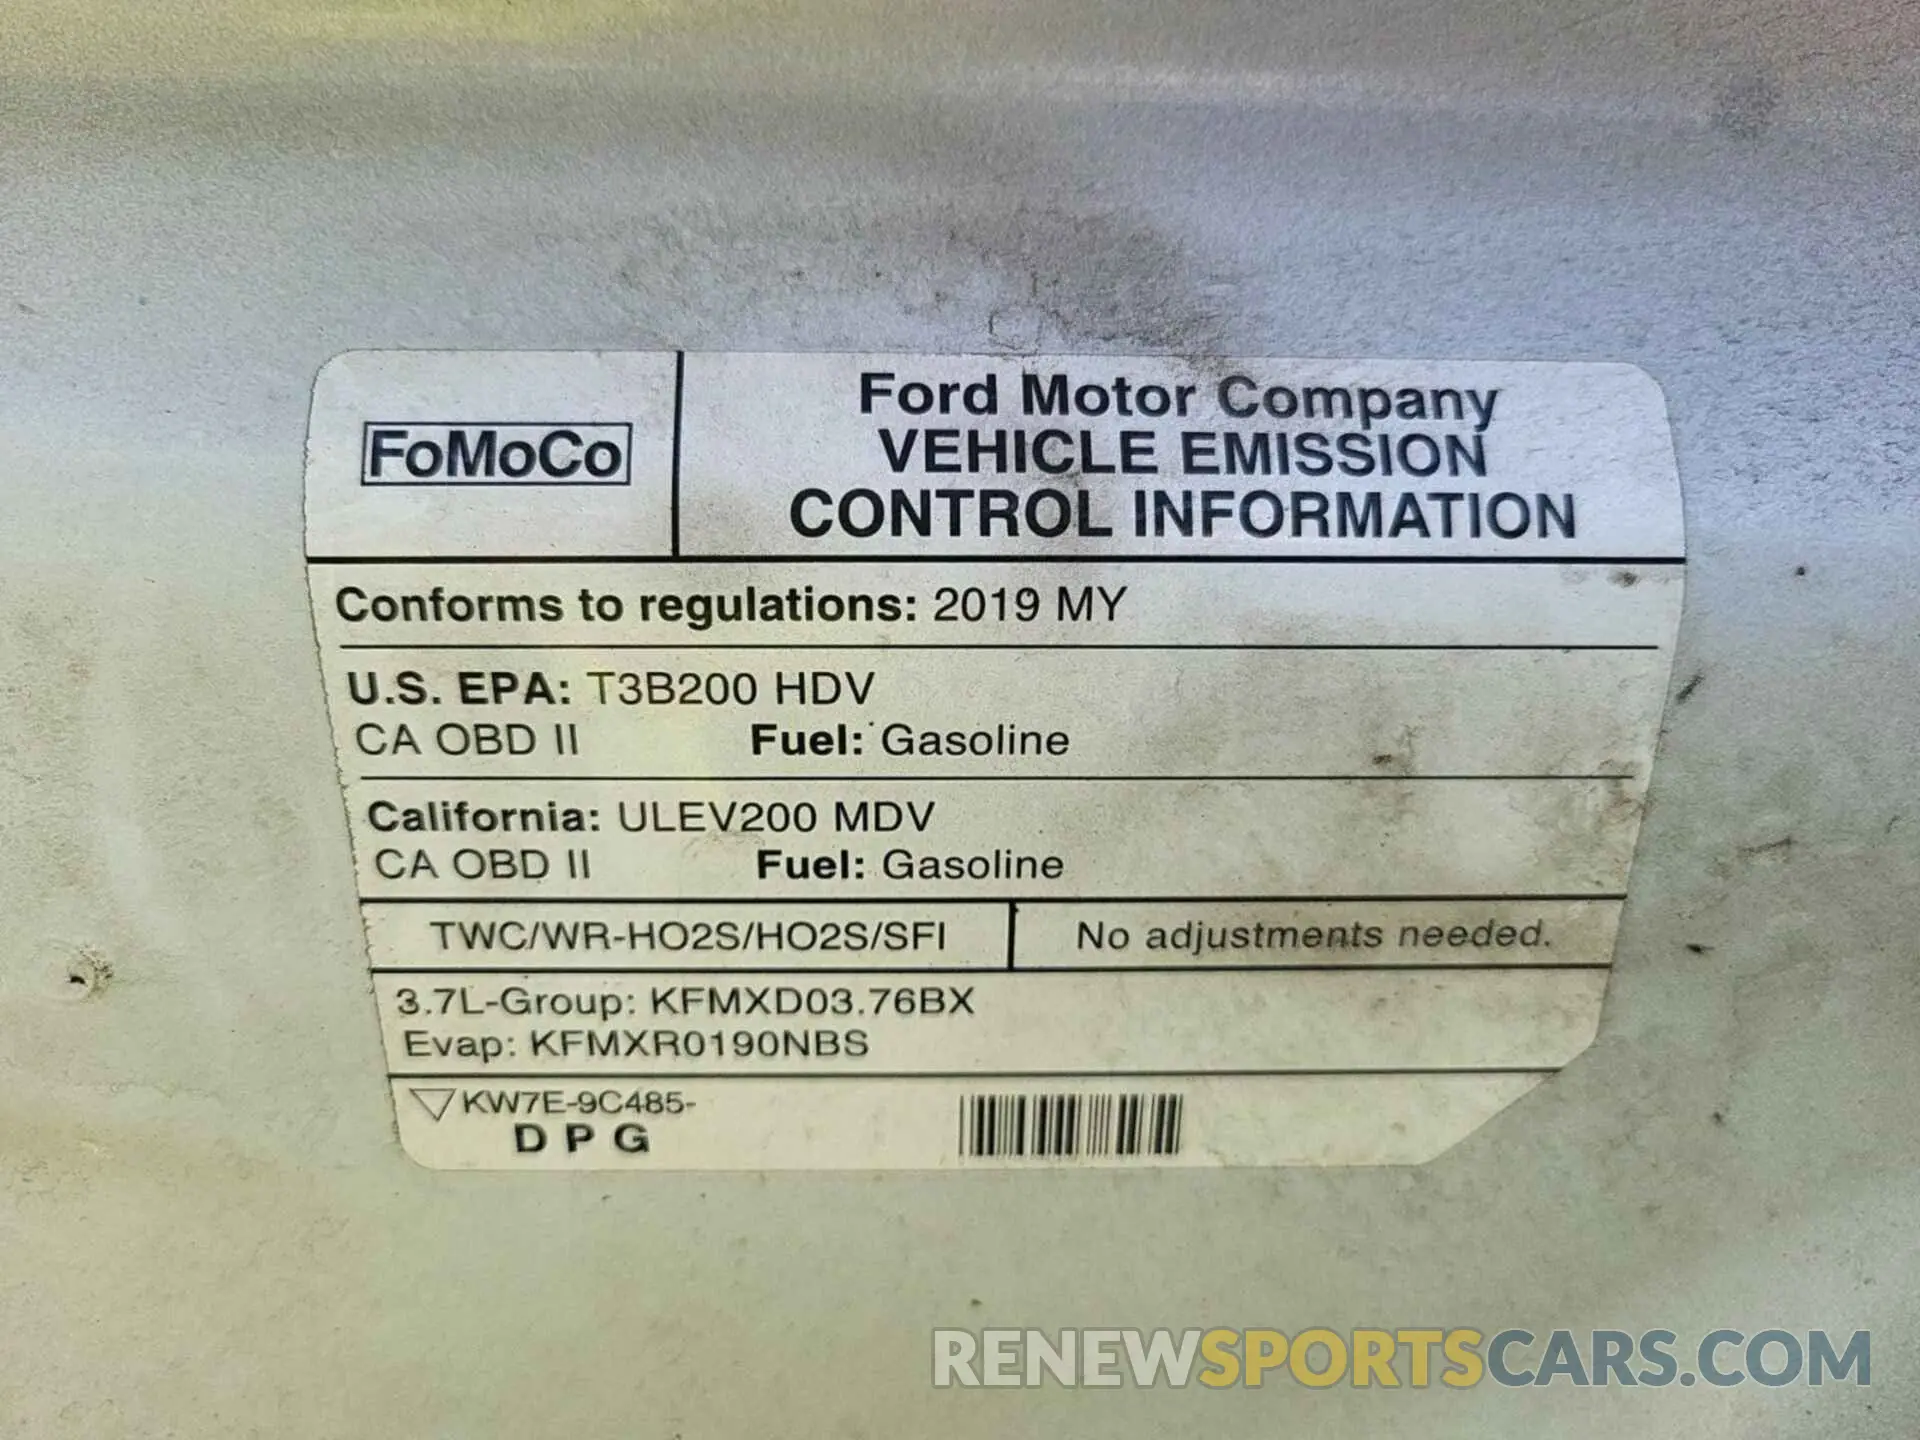 FoMoCo
Ford Motor Company
VEHICLE EMISSION
CONTROL INFORMATION
Conforms to regulations: 2019 MY
U.S. EPA: T3B200 HDV
CA OBD II Fuel: Gasoline
California: ULEV200 MDV
CA OBD II Fuel: Gasoline
TWC/WR-HO2S/HO2S/SFI
No adjustments needed.
3.7L-Group: KFMXD03.76BX
Evap: KFMXR0190NBS
KW7E-9C485-
D P G
RENEWSPORTSCARS.COM